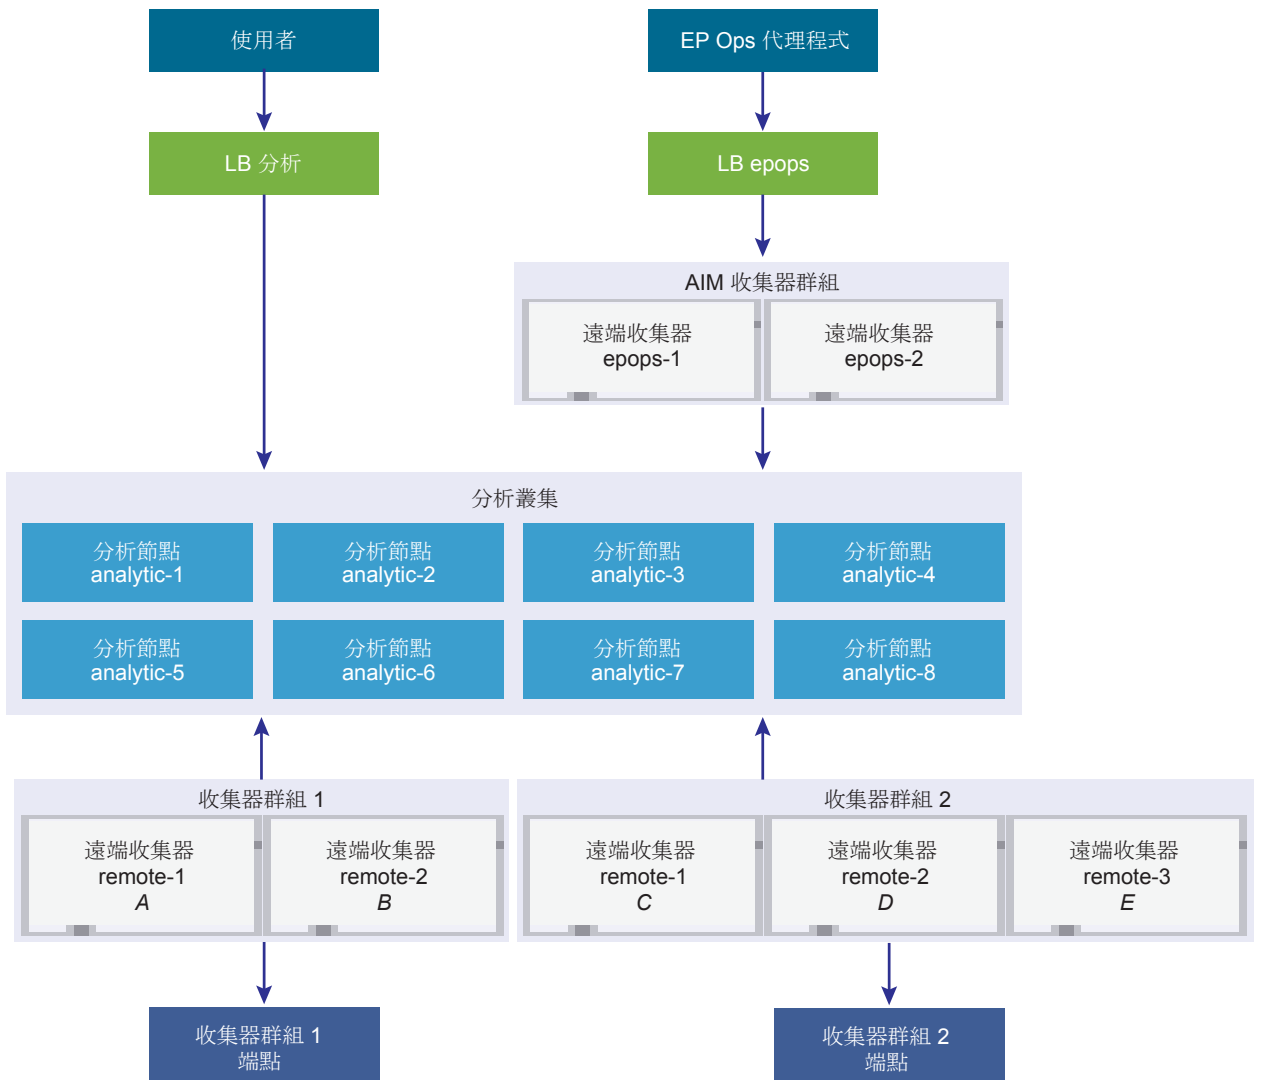 使用者
EP Ops 代理程式
LB 分析
LB epops
AIM 收集器群組
遠端收集器
epops-1
遠端收集器
epops-2
分析叢集
分析節點
analytic-1
分析節點
analytic-2
分析節點
analytic-3
分析節點
analytic-4
分析節點
analytic-5
分析節點
analytic-6
分析節點
analytic-7
分析節點
analytic-8
收集器群組 1
遠端收集器
remote-1
A
遠端收集器
remote-2
B
收集器群組 2
遠端收集器
remote-1
C
遠端收集器
remote-2
D
遠端收集器
remote-3
E
收集器群組 1
端點
收集器群組 2
端點